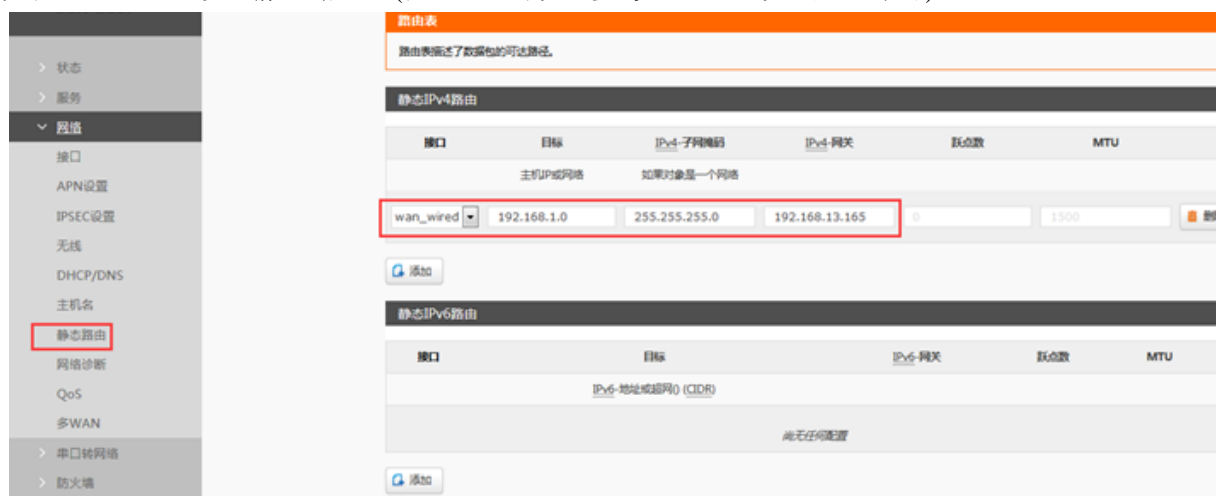 路由表
路由表描述了数据包的可达路径。
状态
服务
网络
接口
APN设置
IPSEC设置
无线
DHCP/DNS
主机名
静态路由
网络诊断
QoS
多WAN
串口转网络
防火墙
静态IPv4路由
接口 目标 IPv4-子网掩码 IPv4-网关 跃点数 MTU
主机IP或网络 如果对象是一个网络
wan_wired 192.168.1.0 255.255.255.0 192.168.13.165 0 1500
添加
静态IPv6路由
接口 目标 IPv6-网关 跃点数 MTU
IPv6-地址或超网() (CIDR)
尚无任何配置
添加